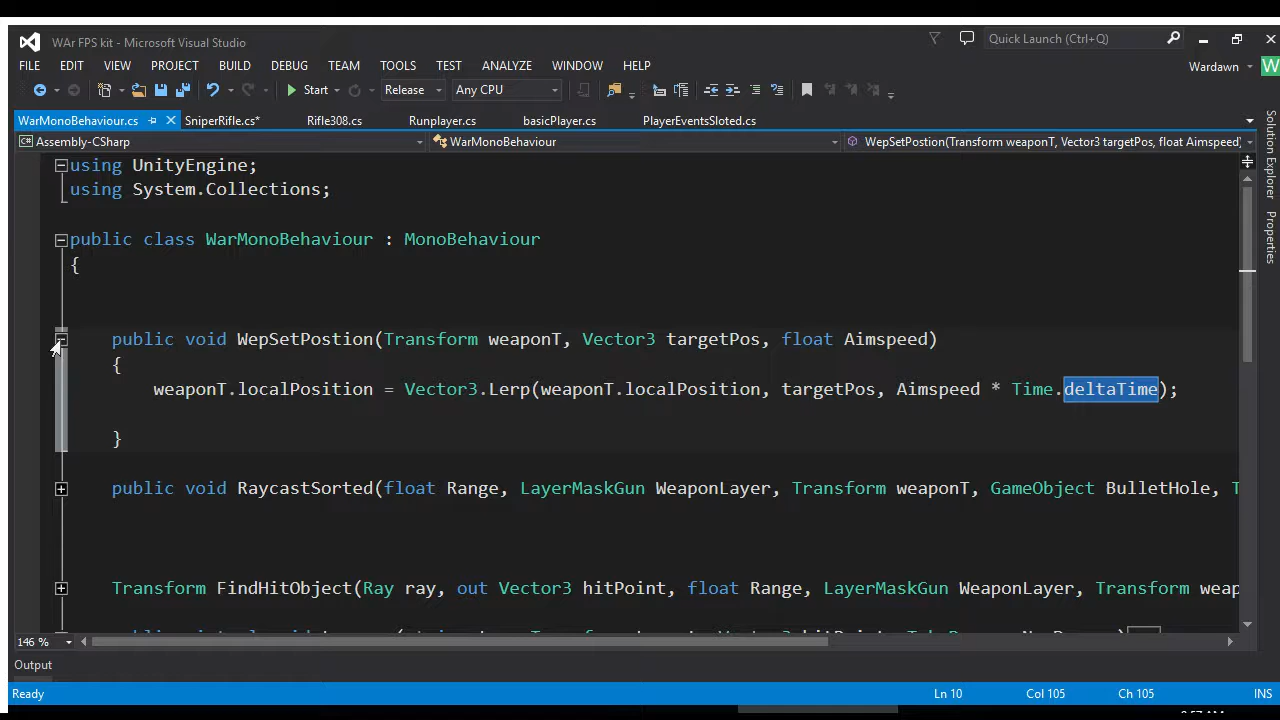 WAr FPS kit - Microsoft Visual Studio
Quick Launch (Ctrl+Q)
FILE EDIT VIEW PROJECT BUILD DEBUG TEAM TOOLS TEST ANALYZE WINDOW HELP
Wardawn W
Start Release Any CPU
WarMonoBehaviour.cs SniperRifle.cs* Rifle308.cs Runplayer.cs basicPlayer.cs PlayerEventsSloted.cs
Assembly-CSharp WarMonoBehaviour WepSetPostion(Transform weaponT, Vector3 targetPos, float Aimspeed)
Solution Explorer
Properties
using UnityEngine;
using System.Collections;
public class WarMonoBehaviour : MonoBehaviour
{
public void WepSetPostion(Transform weaponT, Vector3 targetPos, float Aimspeed)
{
weaponT.localPosition = Vector3.Lerp(weaponT.localPosition, targetPos, Aimspeed * Time.deltaTime);
}
public void RaycastSorted(float Range, LayerMaskGun WeaponLayer, Transform weaponT, GameObject BulletHole, T
Transform FindHitObject(Ray ray, out Vector3 hitPoint, float Range, LayerMaskGun WeaponLayer, Transform weap
146 %
Output
Ready Ln 10 Col 105 Ch 105 INS